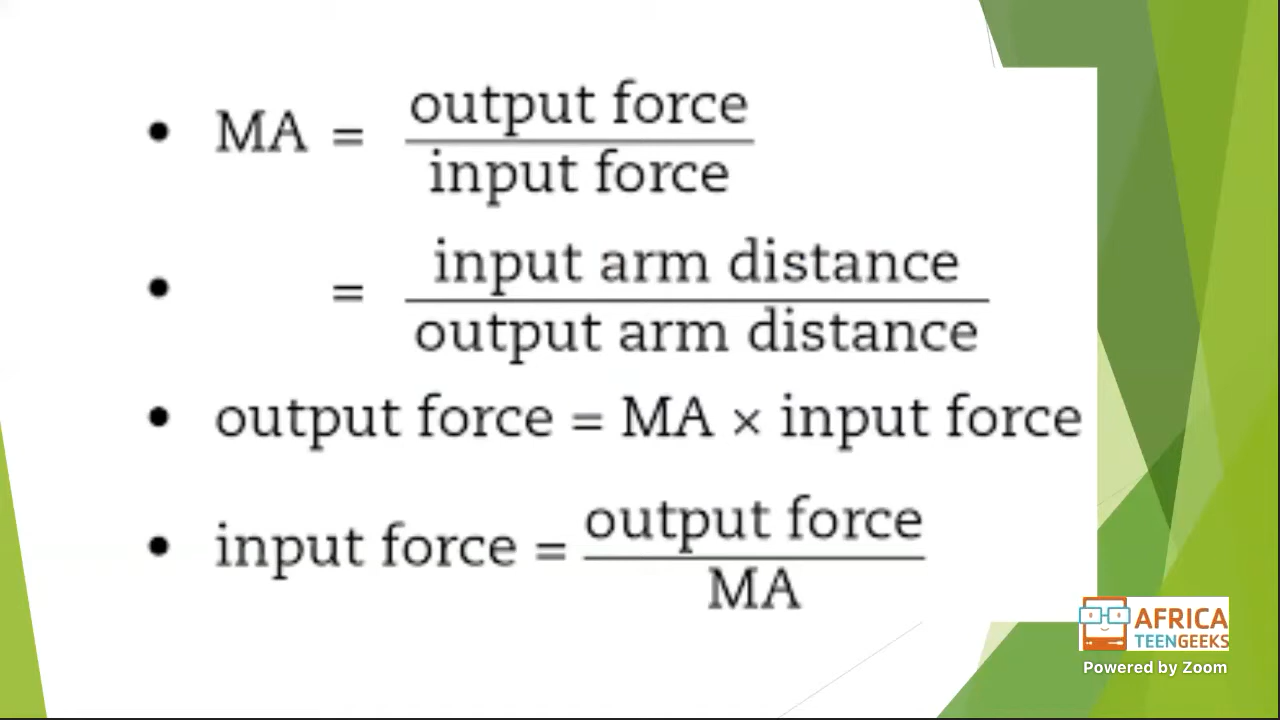 • MA = output force
input force
• = input arm distance
output arm distance
• output force = MA × input force
• input force = output force
MA
AFRICA
TEENGEEKS
Powered by Zoom